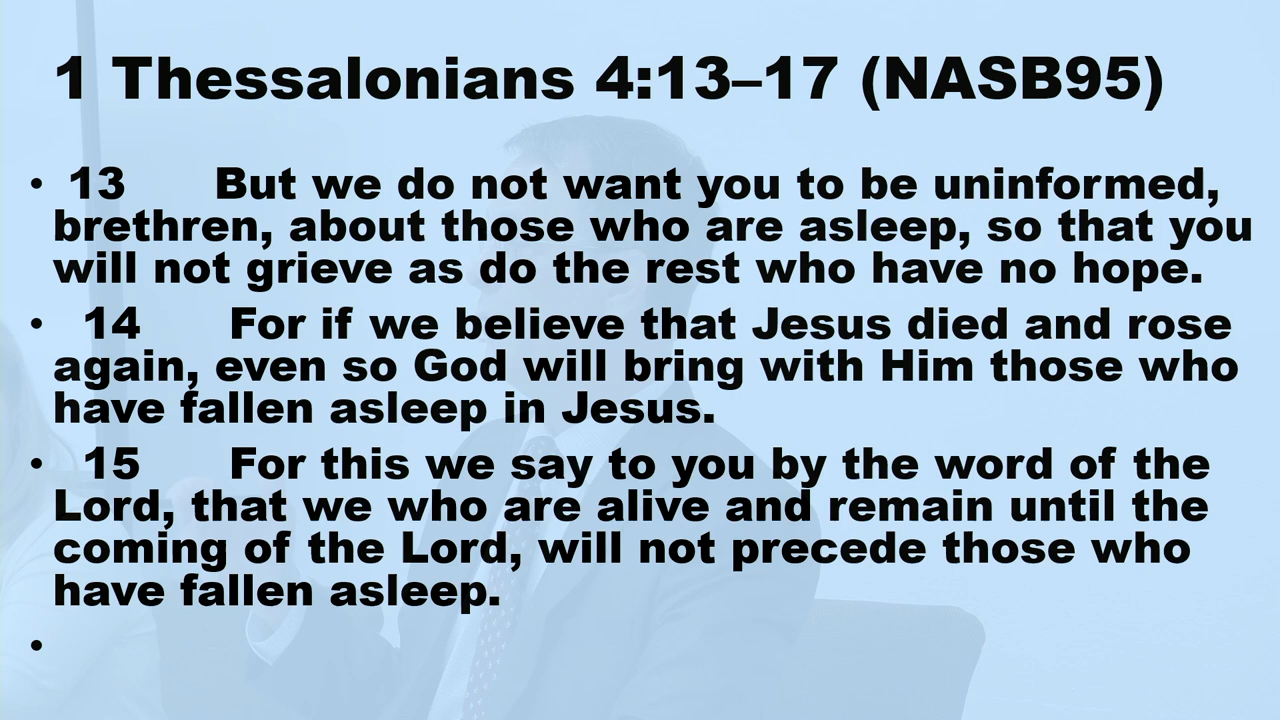 1 Thessalonians 4:13–17 (NASB95)
• 13 But we do not want you to be uninformed,
brethren, about those who are asleep, so that you
will not grieve as do the rest who have no hope.
• 14 For if we believe that Jesus died and rose
again, even so God will bring with Him those who
have fallen asleep in Jesus.
• 15 For this we say to you by the word of the
Lord, that we who are alive and remain until the
coming of the Lord, will not precede those who
have fallen asleep.
•